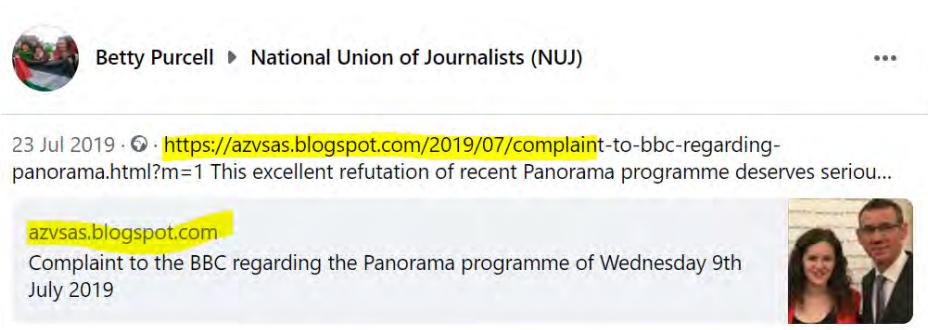 Betty Purcell ▸ National Union of Journalists (NUJ)
23 Jul 2019 · https://azvsas.blogspot.com/2019/07/complaint-to-bbc-regarding-
panorama.html?m=1 This excellent refutation of recent Panorama programme deserves seriou...
azvsas.blogspot.com
Complaint to the BBC regarding the Panorama programme of Wednesday 9th
July 2019